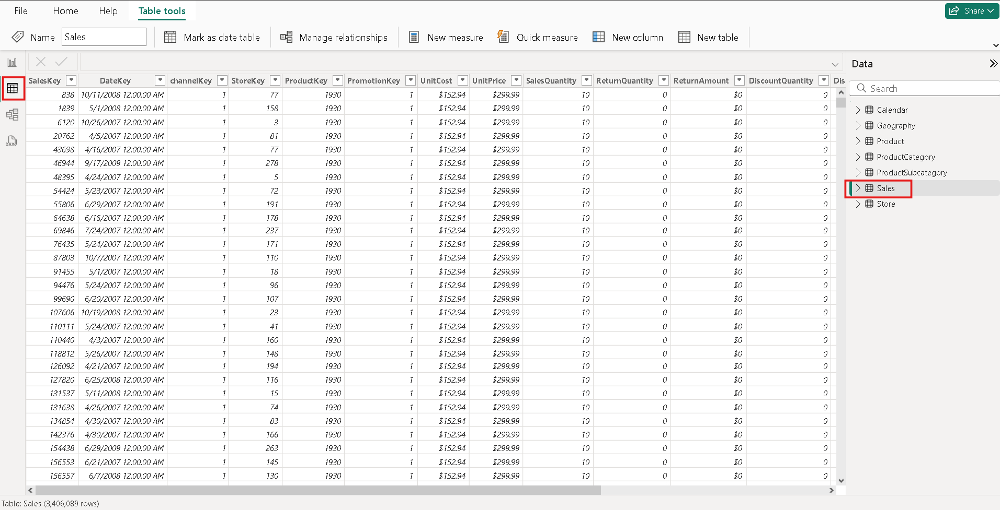 File Home Help Table tools Share
Name Sales Mark as date table Manage relationships New measure Quick measure New column New table
Data
Search
Calendar
Geography
Product
ProductCategory
ProductSubcategory
Sales
Store
DAX
SalesKey DateKey channelKey StoreKey ProductKey PromotionKey UnitCost UnitPrice SalesQuantity ReturnQuantity ReturnAmount DiscountQuantity Dis
838 10/11/2008 12:00:00 AM 1 77 1930 1 $152.94 $299.99 10 0 $0 0
1839 5/1/2008 12:00:00 AM 1 158 1930 1 $152.94 $299.99 10 0 $0 0
6120 10/26/2007 12:00:00 AM 1 3 1930 1 $152.94 $299.99 10 0 $0 0
20762 4/5/2007 12:00:00 AM 1 81 1930 1 $152.94 $299.99 10 0 $0 0
43698 4/16/2007 12:00:00 AM 1 77 1930 1 $152.94 $299.99 10 0 $0 0
46944 9/17/2009 12:00:00 AM 1 278 1930 1 $152.94 $299.99 10 0 $0 0
48395 4/24/2007 12:00:00 AM 1 5 1930 1 $152.94 $299.99 10 0 $0 0
54424 5/23/2007 12:00:00 AM 1 72 1930 1 $152.94 $299.99 10 0 $0 0
55806 6/29/2007 12:00:00 AM 1 191 1930 1 $152.94 $299.99 10 0 $0 0
64638 6/16/2007 12:00:00 AM 1 178 1930 1 $152.94 $299.99 10 0 $0 0
69846 7/24/2007 12:00:00 AM 1 237 1930 1 $152.94 $299.99 10 0 $0 0
76435 5/24/2007 12:00:00 AM 1 171 1930 1 $152.94 $299.99 10 0 $0 0
87803 10/7/2007 12:00:00 AM 1 110 1930 1 $152.94 $299.99 10 0 $0 0
91455 5/1/2007 12:00:00 AM 1 18 1930 1 $152.94 $299.99 10 0 $0 0
94476 5/24/2007 12:00:00 AM 1 96 1930 1 $152.94 $299.99 10 0 $0 0
99690 6/20/2007 12:00:00 AM 1 107 1930 1 $152.94 $299.99 10 0 $0 0
107606 10/19/2008 12:00:00 AM 1 23 1930 1 $152.94 $299.99 10 0 $0 0
110111 5/24/2007 12:00:00 AM 1 41 1930 1 $152.94 $299.99 10 0 $0 0
110440 4/3/2007 12:00:00 AM 1 160 1930 1 $152.94 $299.99 10 0 $0 0
118812 5/26/2007 12:00:00 AM 1 148 1930 1 $152.94 $299.99 10 0 $0 0
126092 4/21/2007 12:00:00 AM 1 194 1930 1 $152.94 $299.99 10 0 $0 0
127820 6/25/2008 12:00:00 AM 1 116 1930 1 $152.94 $299.99 10 0 $0 0
131537 5/11/2008 12:00:00 AM 1 15 1930 1 $152.94 $299.99 10 0 $0 0
131638 4/26/2007 12:00:00 AM 1 74 1930 1 $152.94 $299.99 10 0 $0 0
134854 4/30/2007 12:00:00 AM 1 83 1930 1 $152.94 $299.99 10 0 $0 0
142376 4/30/2007 12:00:00 AM 1 166 1930 1 $152.94 $299.99 10 0 $0 0
154438 6/29/2009 12:00:00 AM 1 263 1930 1 $152.94 $299.99 10 0 $0 0
156553 6/21/2007 12:00:00 AM 1 145 1930 1 $152.94 $299.99 10 0 $0 0
156557 6/7/2008 12:00:00 AM 1 130 1930 1 $152.94 $299.99 10 0 $0 0
Table: Sales (3,406,089 rows)